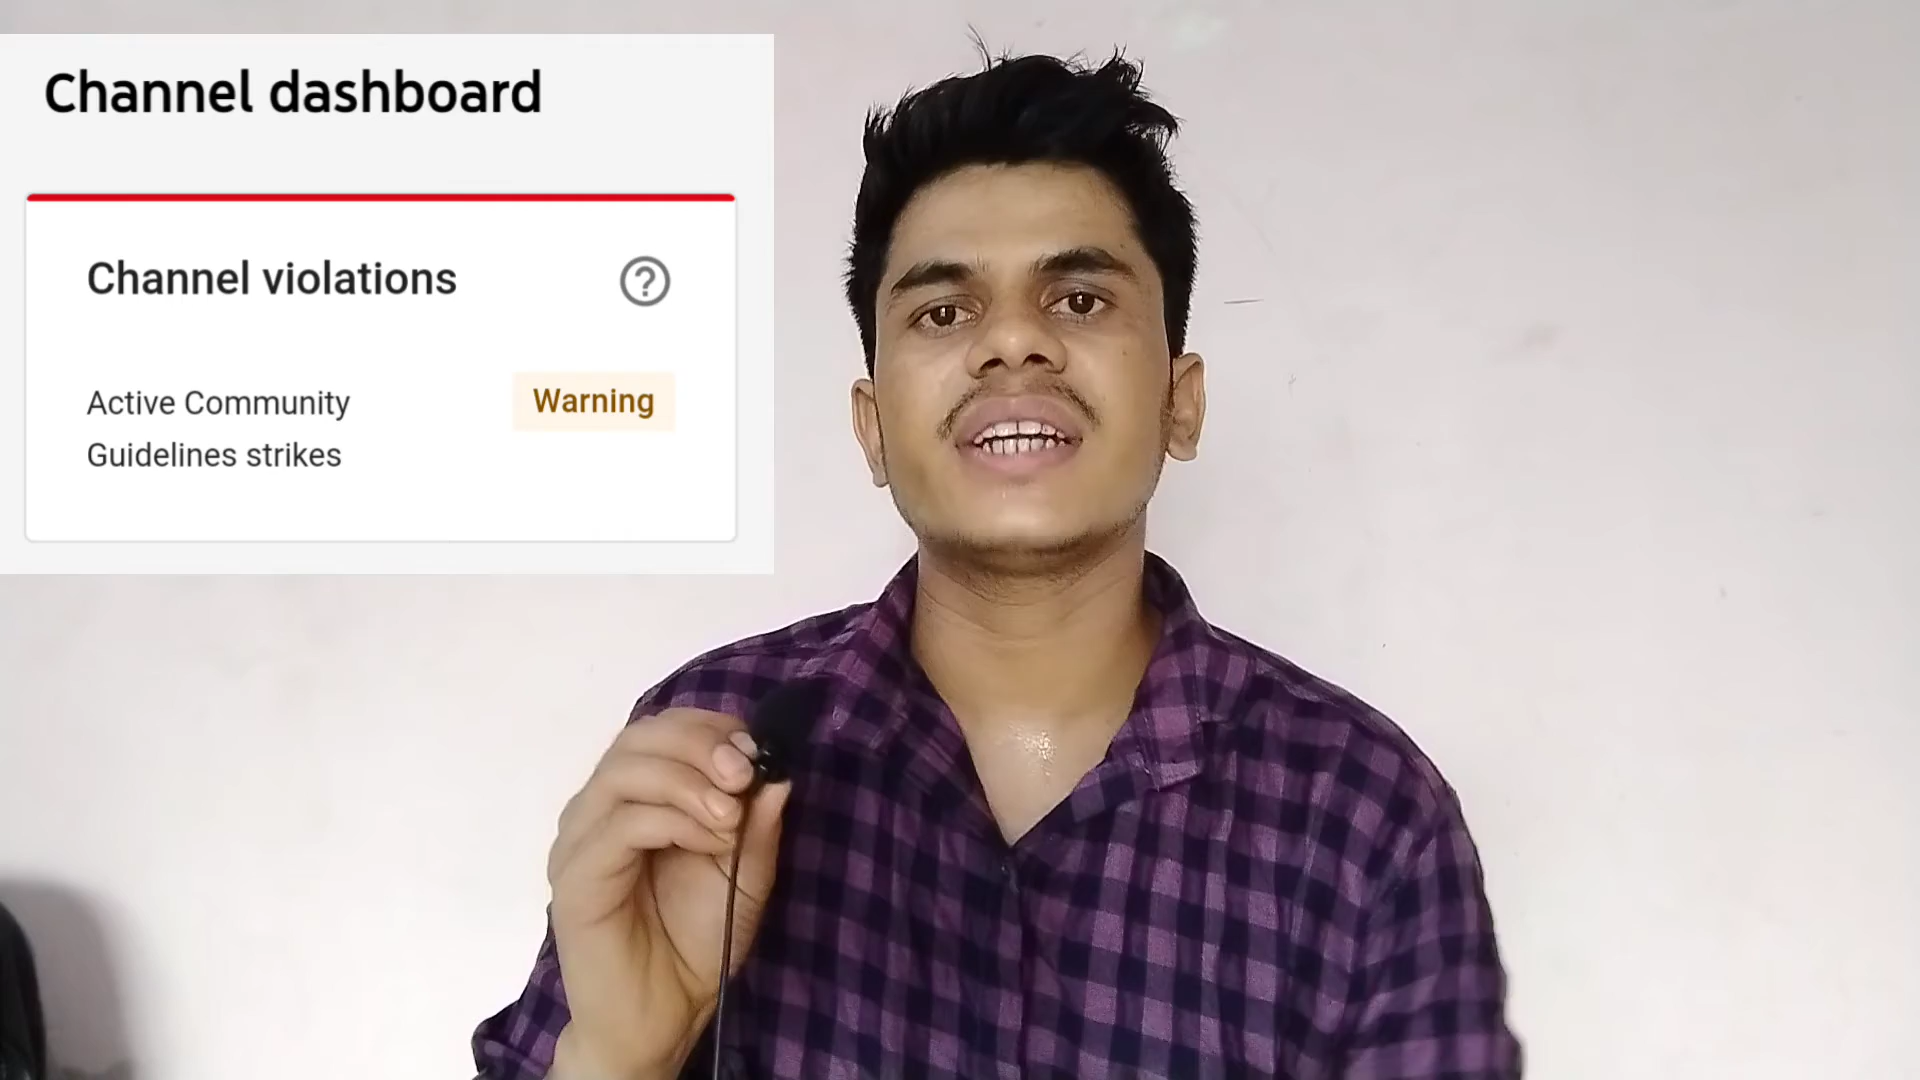 Channel dashboard
Channel violations
Active Community
Warning
Guidelines strikes